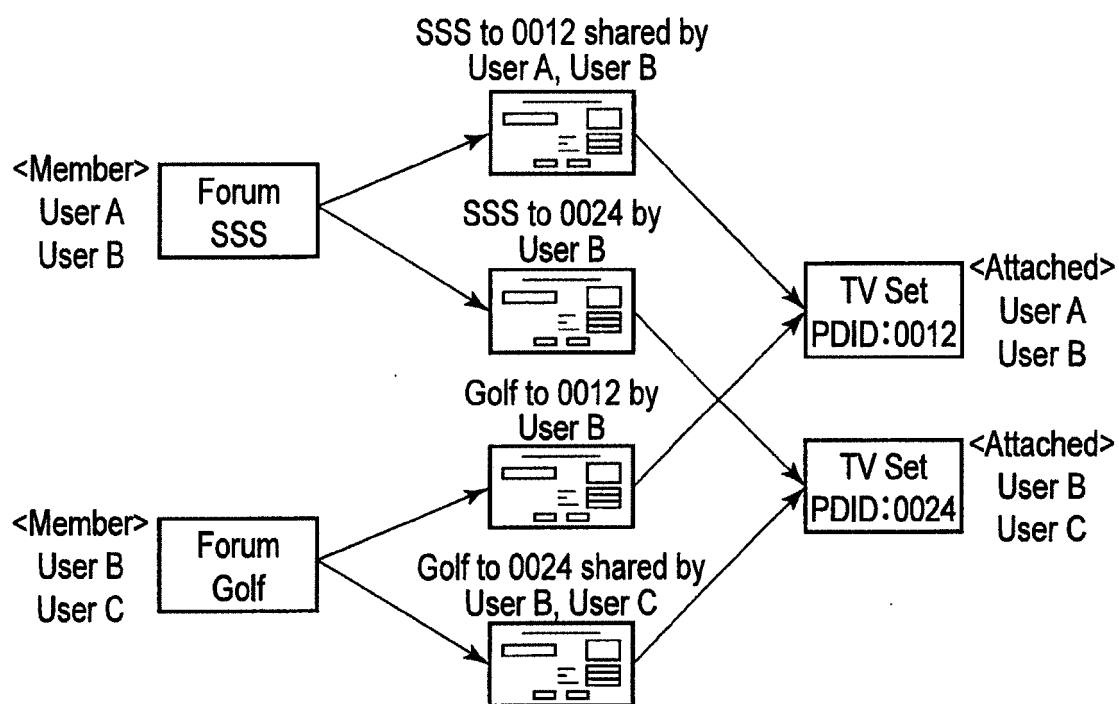 SSS to 0012 shared by
User A, User B
<Member>
User A
User B
Forum
SSS
SSS to 0024 by
User B
TV Set
PDID:0012
<Attached>
User A
User B
Golf to 0012 by
User B
<Member>
User B
User C
Forum
Golf
Golf to 0024 shared by
User B, User C
TV Set
PDID:0024
<Attached>
User B
User C